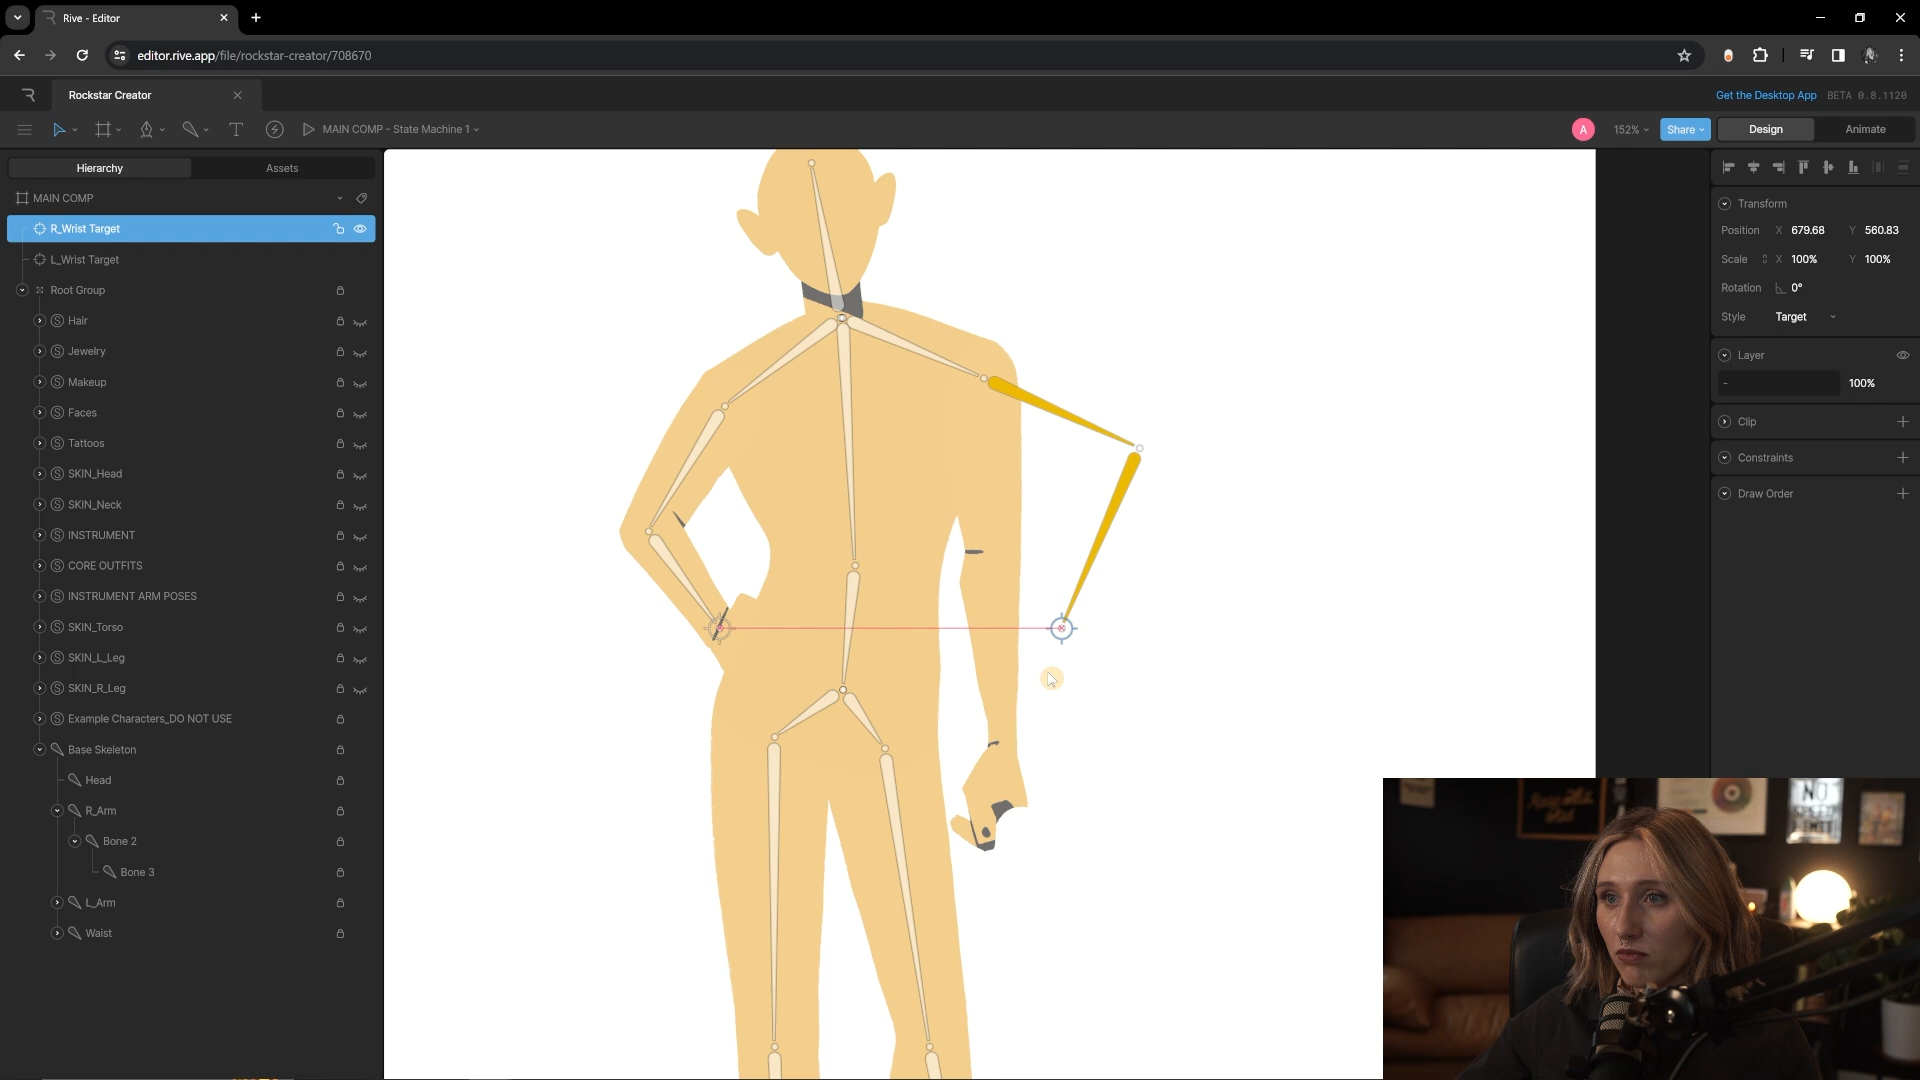 Rive - Editor
editor.rive.app/file/rockstar-creator/708670
Rockstar Creator
Get the Desktop App BETA 0.8.1120
MAIN COMP - State Machine 1
A 152% Share Design Animate
Hierarchy Assets
MAIN COMP
R_Wrist Target
L_Wrist Target
Root Group
Hair
Jewelry
Makeup
Faces
Tattoos
SKIN_Head
SKIN_Neck
INSTRUMENT
CORE OUTFITS
INSTRUMENT ARM POSES
SKIN_Torso
SKIN_L_Leg
SKIN_R_Leg
Example Characters_DO NOT USE
Base Skeleton
Head
R_Arm
Bone 2
Bone 3
L_Arm
Waist
Transform
Position X 679.68 Y 560.83
Scale X 100% Y 100%
Rotation 0°
Style Target
Layer
- 100%
Clip
Constraints
Draw Order
NO
SPEED
LIMIT